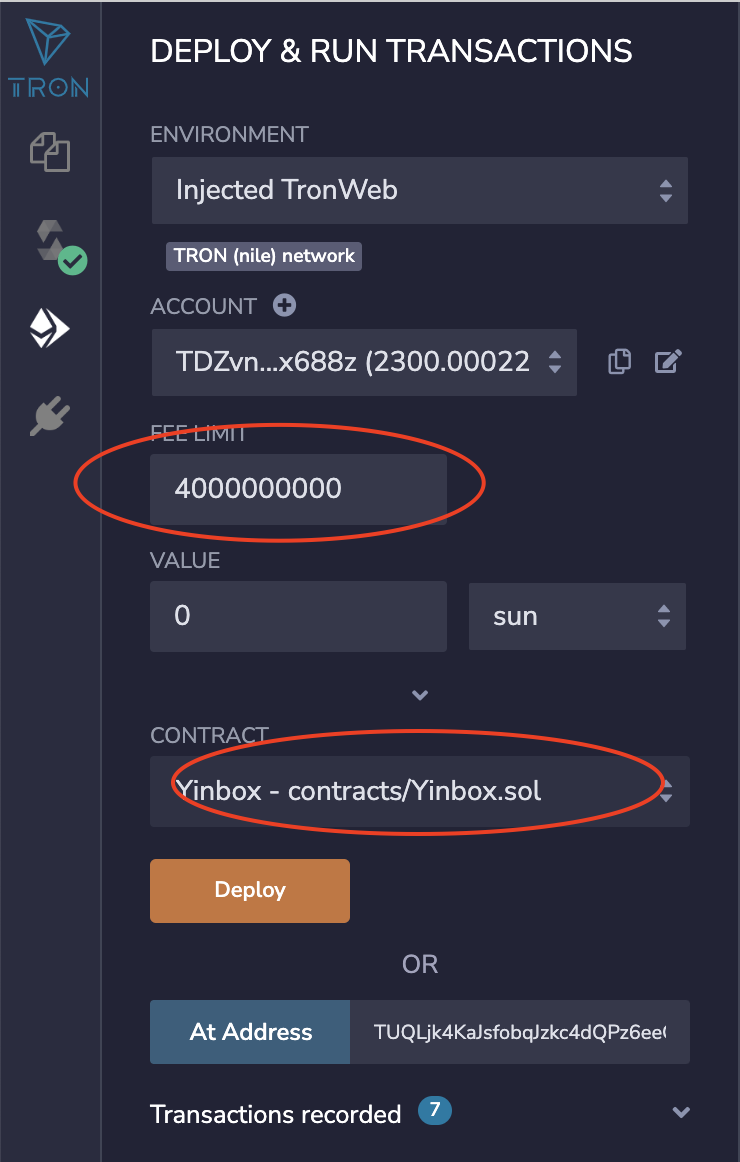 TRON
DEPLOY & RUN TRANSACTIONS
ENVIRONMENT
Injected TronWeb
TRON (nile) network
ACCOUNT
TDZvn...x688z (2300.00022
FEE LIMIT
4000000000
VALUE
0
sun
CONTRACT
Yinbox - contracts/Yinbox.sol
Deploy
OR
At Address
TUQLjk4KaJsfobqJzkc4dQPz6ee
Transactions recorded 7